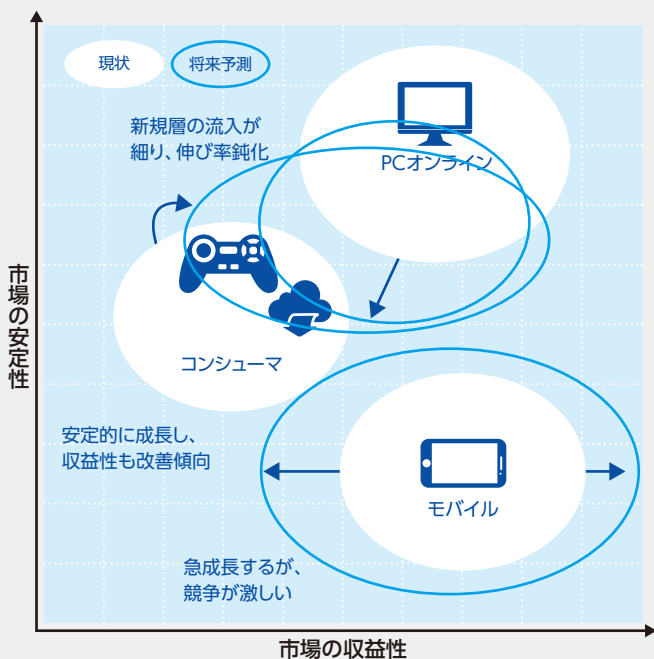 現状
将来予測
新規層の流入が
細り、伸び率鈍化
PCオンライン
コンシューマ
安定的に成長し、
収益性も改善傾向
モバイル
急成長するが、
競争が激しい
市場の安定性
市場の収益性